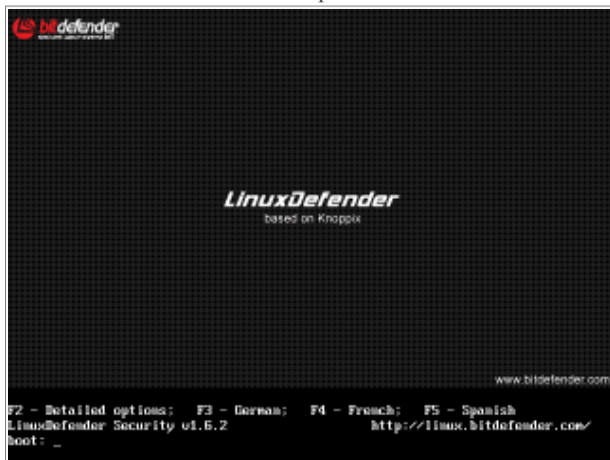 bitdefender
LinuxDefender
based on Knoppix
www.bitdefender.com
F2 - Detailed options; F3 - German; F4 - French; F5 - Spanish
LinuxDefender Security v1.6.2 http://linux.bitdefender.com/
boot: _